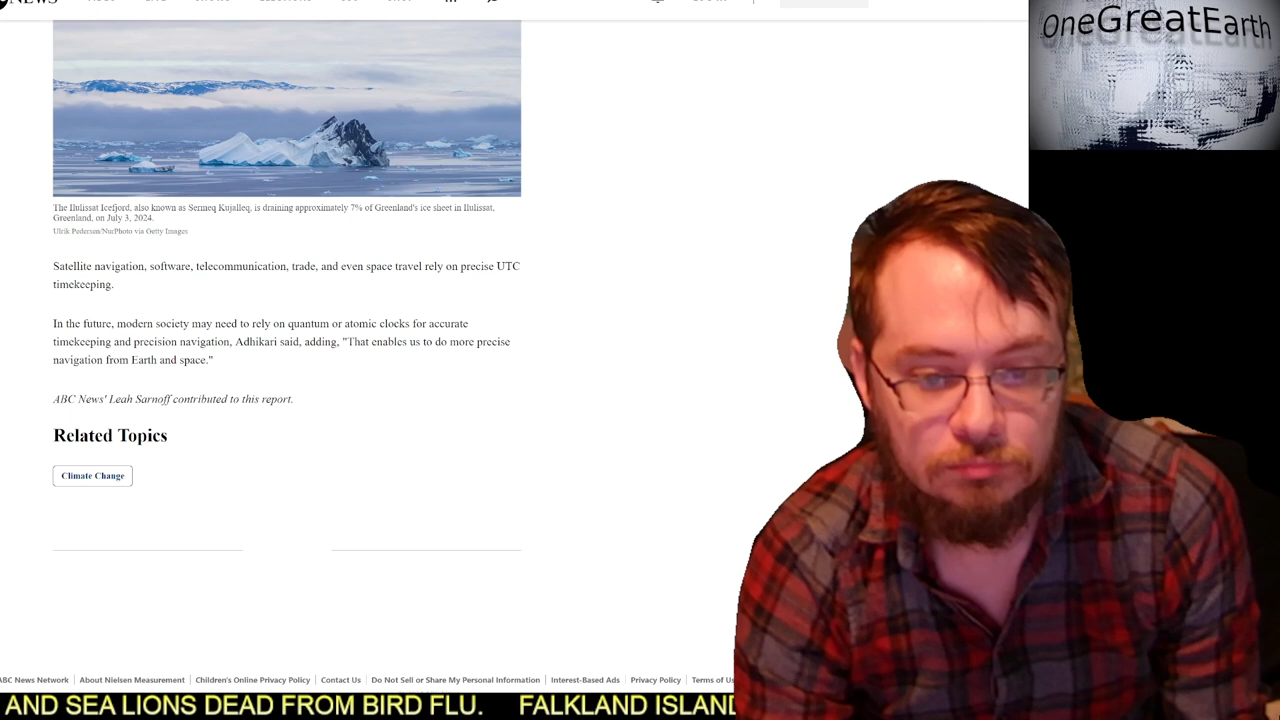 OneGreatEarth
The Ilulissat Icefjord, also known as Sermeq Kujalleq, is draining approximately 7% of Greenland's ice sheet in Ilulissat,
Greenland, on July 3, 2024.
Ulrik Pedersen/NurPhoto via Getty Images
Satellite navigation, software, telecommunication, trade, and even space travel rely on precise UTC
timekeeping.
In the future, modern society may need to rely on quantum or atomic clocks for accurate
timekeeping and precision navigation, Adhikari said, adding, "That enables us to do more precise
navigation from Earth and space."
ABC News' Leah Sarnoff contributed to this report.
Related Topics
Climate Change
ABC News Network About Nielsen Measurement Children's Online Privacy Policy Contact Us Do Not Sell or Share My Personal Information Interest-Based Ads Privacy Policy Terms of Us
AND SEA LIONS DEAD FROM BIRD FLU. FALKLAND ISLAND